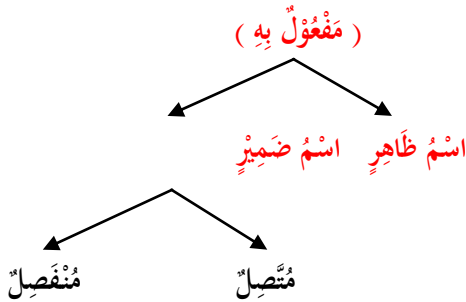 ( مَفْعُوْلٌ بِهِ )
اسْمُ ظَاهِرٍ اسْمُ ضَمِيْرٍ
مُتَّصِلٌ مُنْفَصِلٌ